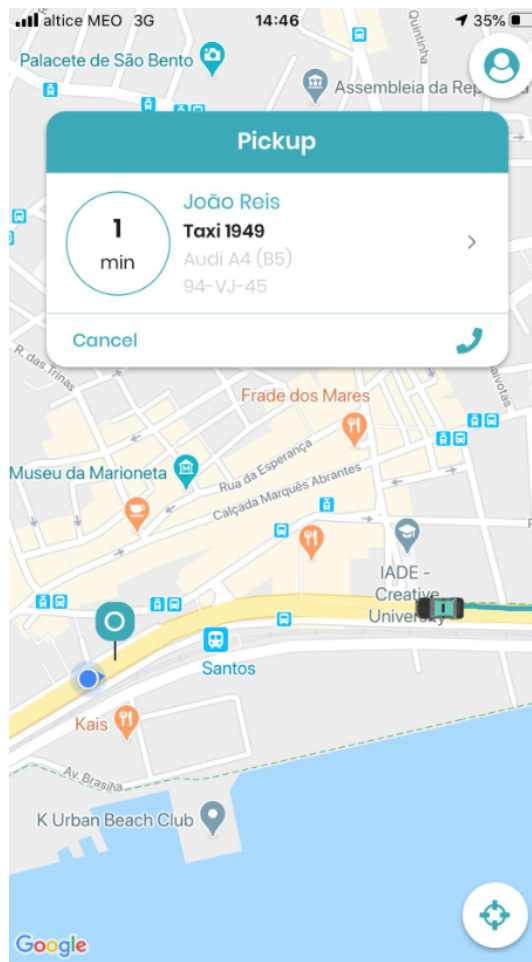 altice MEO 3G 14:46 35%
Quintinha
Palacete de São Bento
Assembleia da Rep
Pickup
1
min
João Reis
Taxi 1949
Audi A4 (B5)
94-VJ-45
Cancel
R. das Trinas
aivotas
Frade dos Mares
Museu da Marioneta
Rua da Esperança
Calçada Marquês Abrantes
IADE -
Creative
University
Santos
Kais
Av. Brasília
K Urban Beach Club
Google